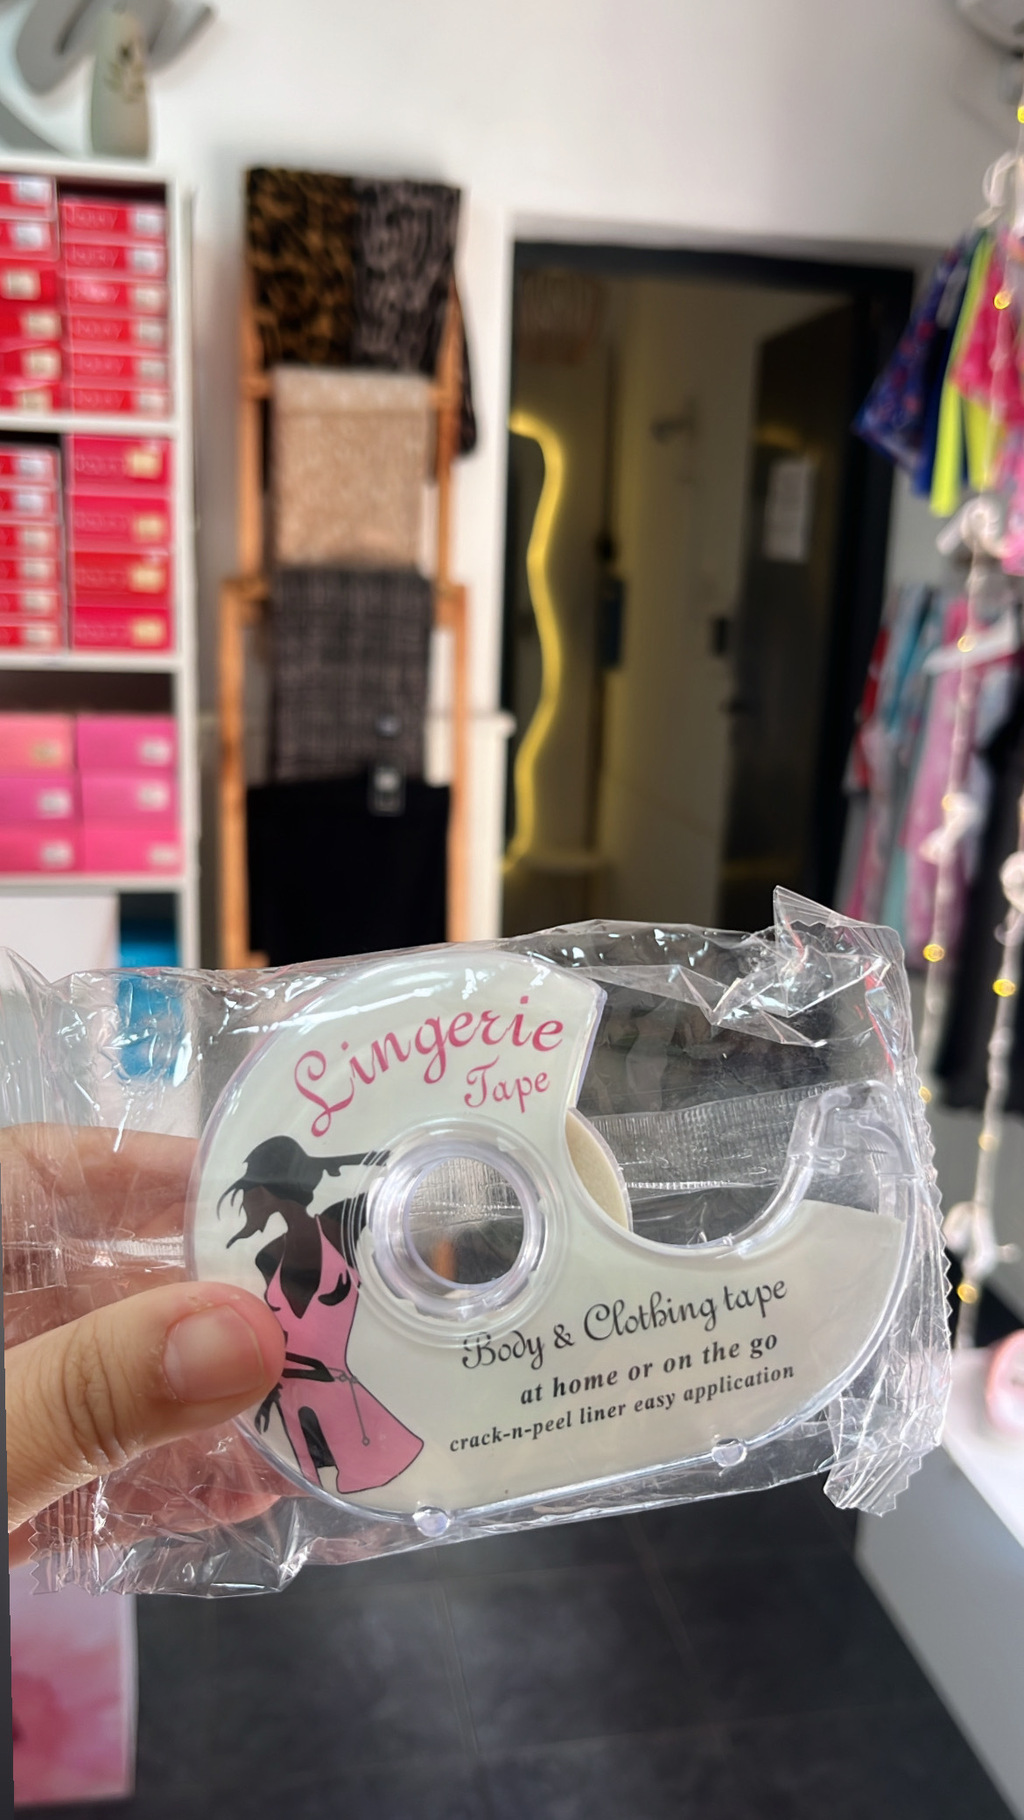 Lingerie
Tape
Body & Clothing tape
at home or on the go
crack-n-peel liner easy application